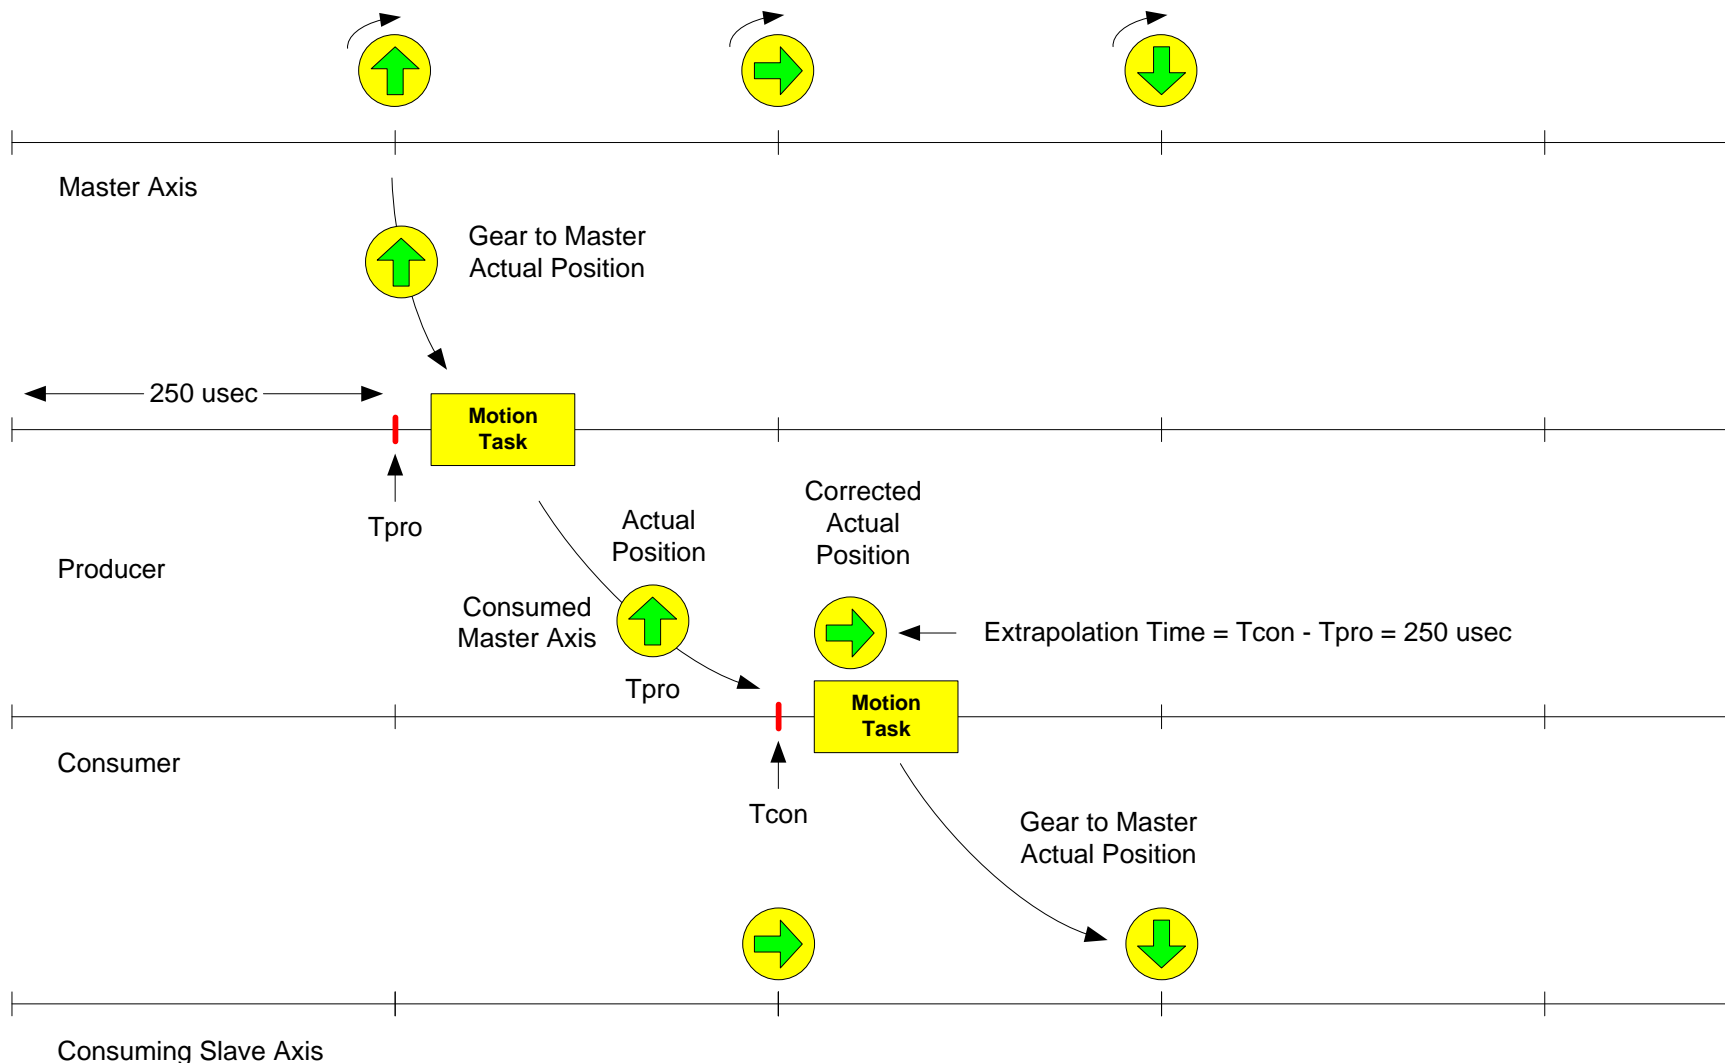 Master Axis
Gear to Master
Actual Position
250 usec
Motion
Task
Tpro
Producer
Actual
Position
Corrected
Actual
Position
Consumed
Master Axis
Tpro
Extrapolation Time = Tcon - Tpro = 250 usec
Motion
Task
Consumer
Tcon
Gear to Master
Actual Position
Consuming Slave Axis